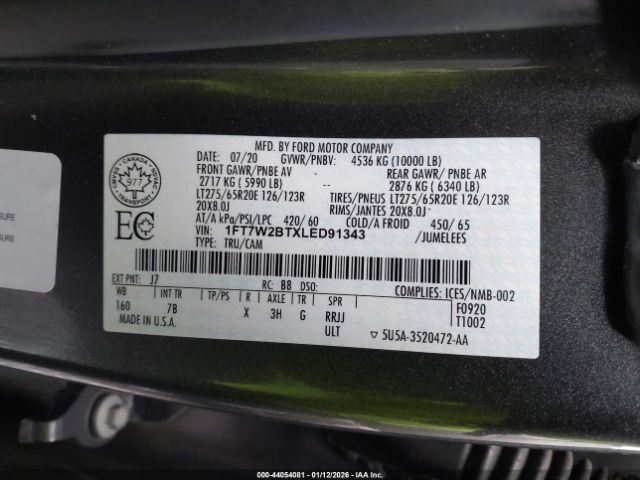 MFD. BY FORD MOTOR COMPANY
DATE: 07/20 GVWR/PNBV: 4536 KG (10000 LB)
FRONT GAWR/PNBE AV REAR GAWR/ PNBE AR
2717 KG ( 5990 LB) 2876 KG ( 6340 LB)
LT275/65R20E 126/123R TIRES/PNEUS LT275/65R20E 126/123R
20X8.0J RIMS/JANTES 20X8.0J
AT/A kPa/PSI/LPC 420/ 60 COLD/A FROID 450/ 65
VIN: 1FT7W2BTXLED91343 /JUMELEES
TYPE: TRU/CAM
CANADA
977
EC
EXT PNT: J7 RC: B8 DSO: COMPLIES: ICES/NMB-002
WB INT TR TP/PS R AXLE TR SPR F0920
160 7B X 3H G RRJJ T1002
MADE IN U.S.A. ULT ▽ 5U5A-3520472-AA
000-44054081 - 01/12/2026 - IAAI.CA